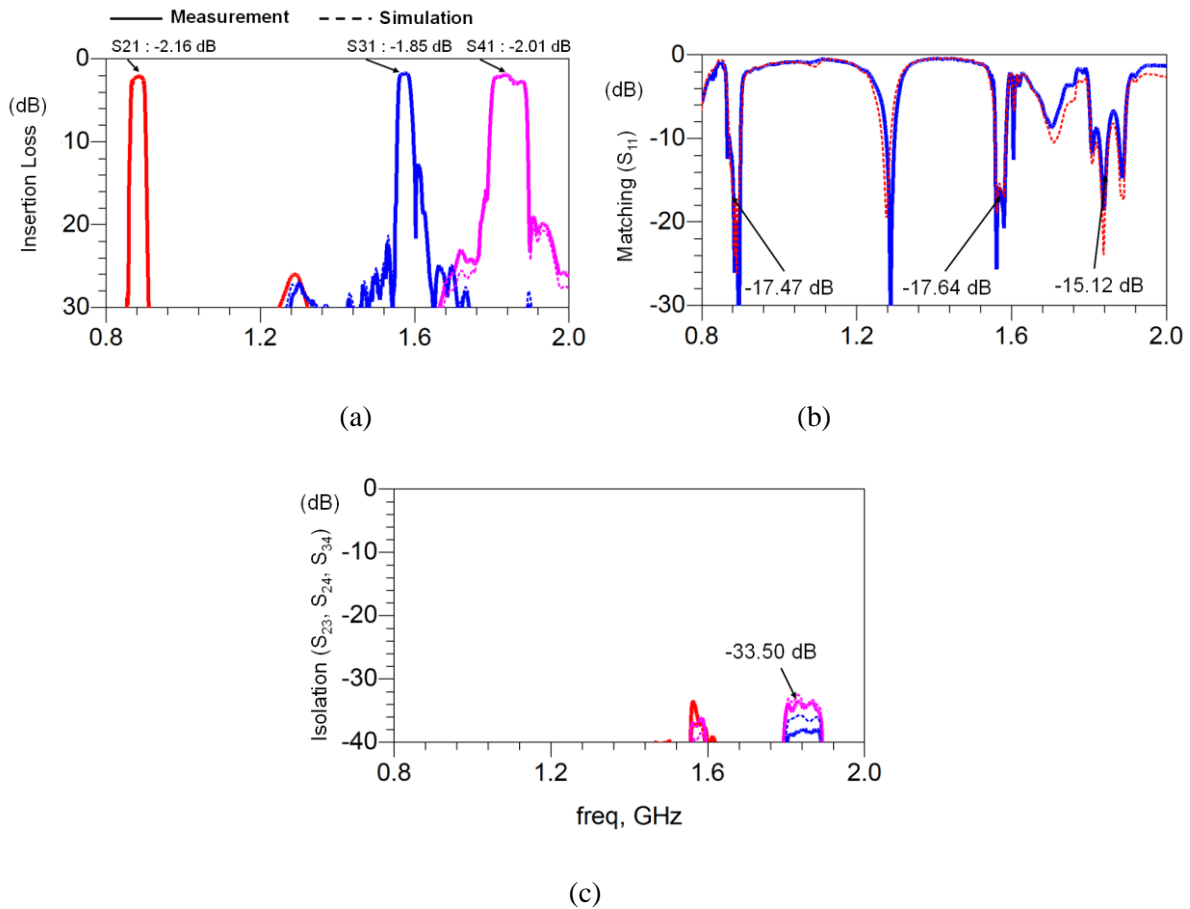 Measurement Simulation
S21 : -2.16 dB S31 : -1.85 dB S41 : -2.01 dB
0
(dB)
10
20
30
Insertion Loss
0.8 1.2 1.6 2.0
(a)
0
(dB)
-10
-20
-30
Matching (S11)
-17.47 dB -17.64 dB -15.12 dB
0.8 1.2 1.6 2.0
(b)
0
(dB)
-10
-20
-30
-40
Isolation (S23, S24, S34)
-33.50 dB
0.8 1.2 1.6 2.0
freq, GHz
(c)